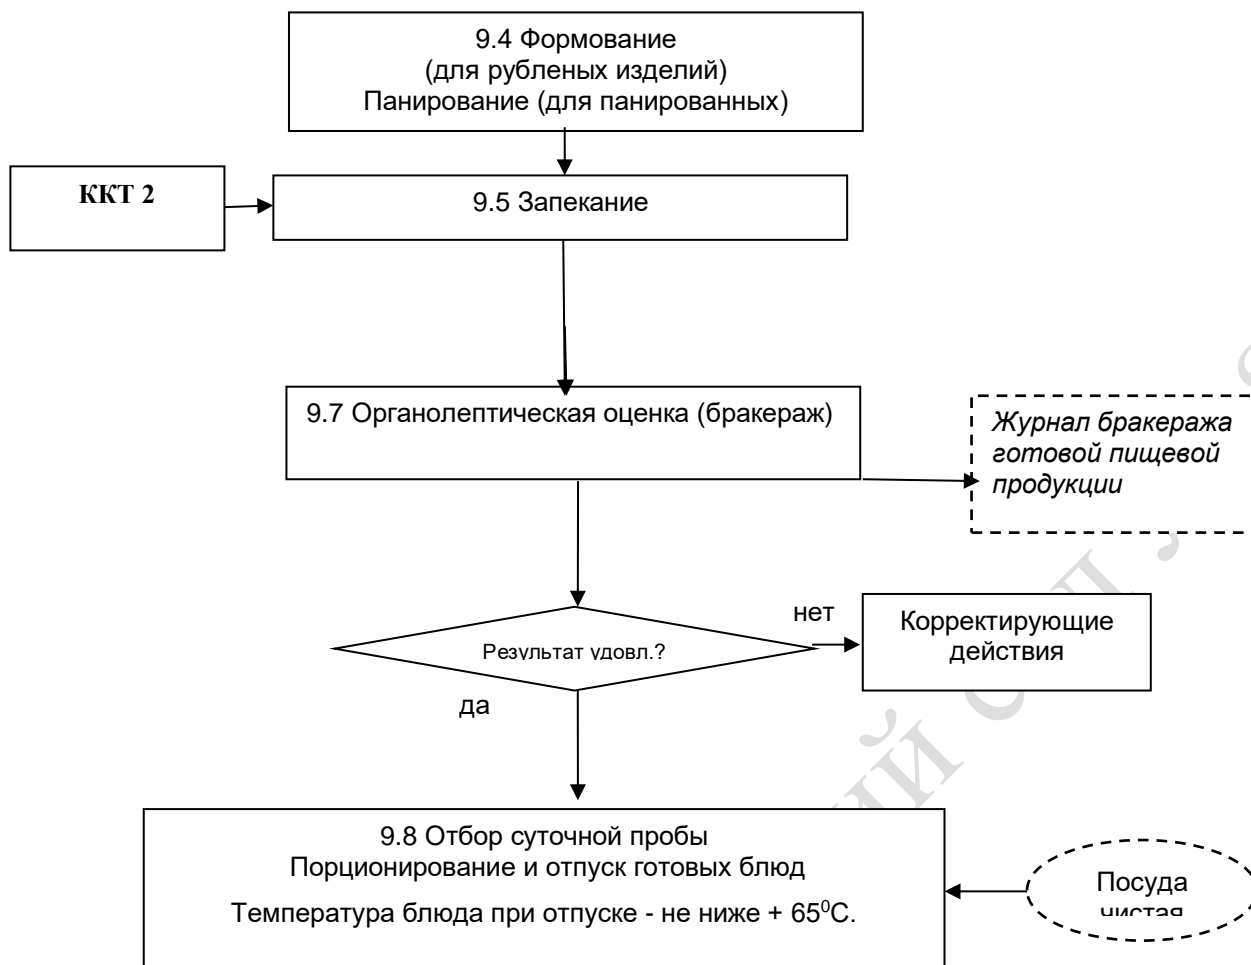 9.4 Формование
(для рубленых изделий)
Панирование (для панированных)
ККТ 2
9.5 Запекание
9.7 Органолептическая оценка (бракераж)
Журнал бракеража
готовой пищевой
продукции
Результат удовл.?
нет
Корректирующие
действия
да
9.8 Отбор суточной пробы
Порционирование и отпуск готовых блюд
Температура блюда при отпуске - не ниже + 65⁰С.
Посуда
чистая